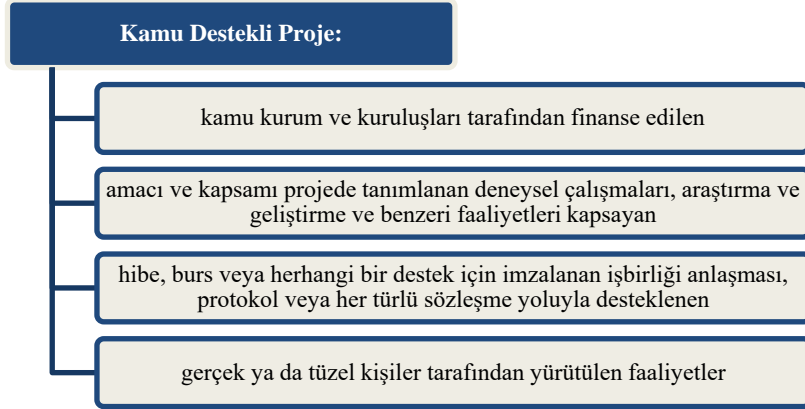 Kamu Destekli Proje:
kamu kurum ve kuruluşları tarafından finanse edilen
amacı ve kapsamı projede tanımlanan deneysel çalışmaları, araştırma ve
geliştirme ve benzeri faaliyetleri kapsayan
hibe, burs veya herhangi bir destek için imzalanan işbirliği anlaşması,
protokol veya her türlü sözleşme yoluyla desteklenen
gerçek ya da tüzel kişiler tarafından yürütülen faaliyetler